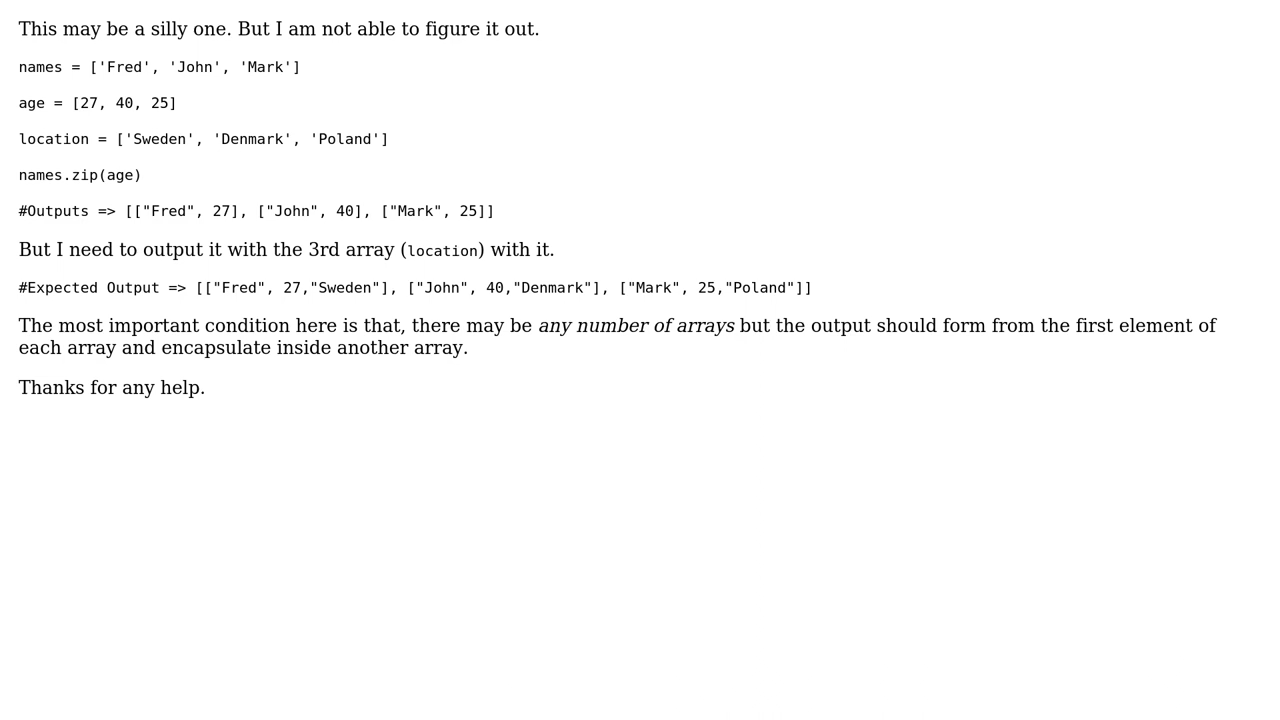 This may be a silly one. But I am not able to figure it out.
names = ['Fred', 'John', 'Mark']
age = [27, 40, 25]
location = ['Sweden', 'Denmark', 'Poland']
names.zip(age)
#Outputs => [["Fred", 27], ["John", 40], ["Mark", 25]]
But I need to output it with the 3rd array (location) with it.
#Expected Output => [["Fred", 27,"Sweden"], ["John", 40,"Denmark"], ["Mark", 25,"Poland"]]
The most important condition here is that, there may be any number of arrays but the output should form from the first element of
each array and encapsulate inside another array.
Thanks for any help.